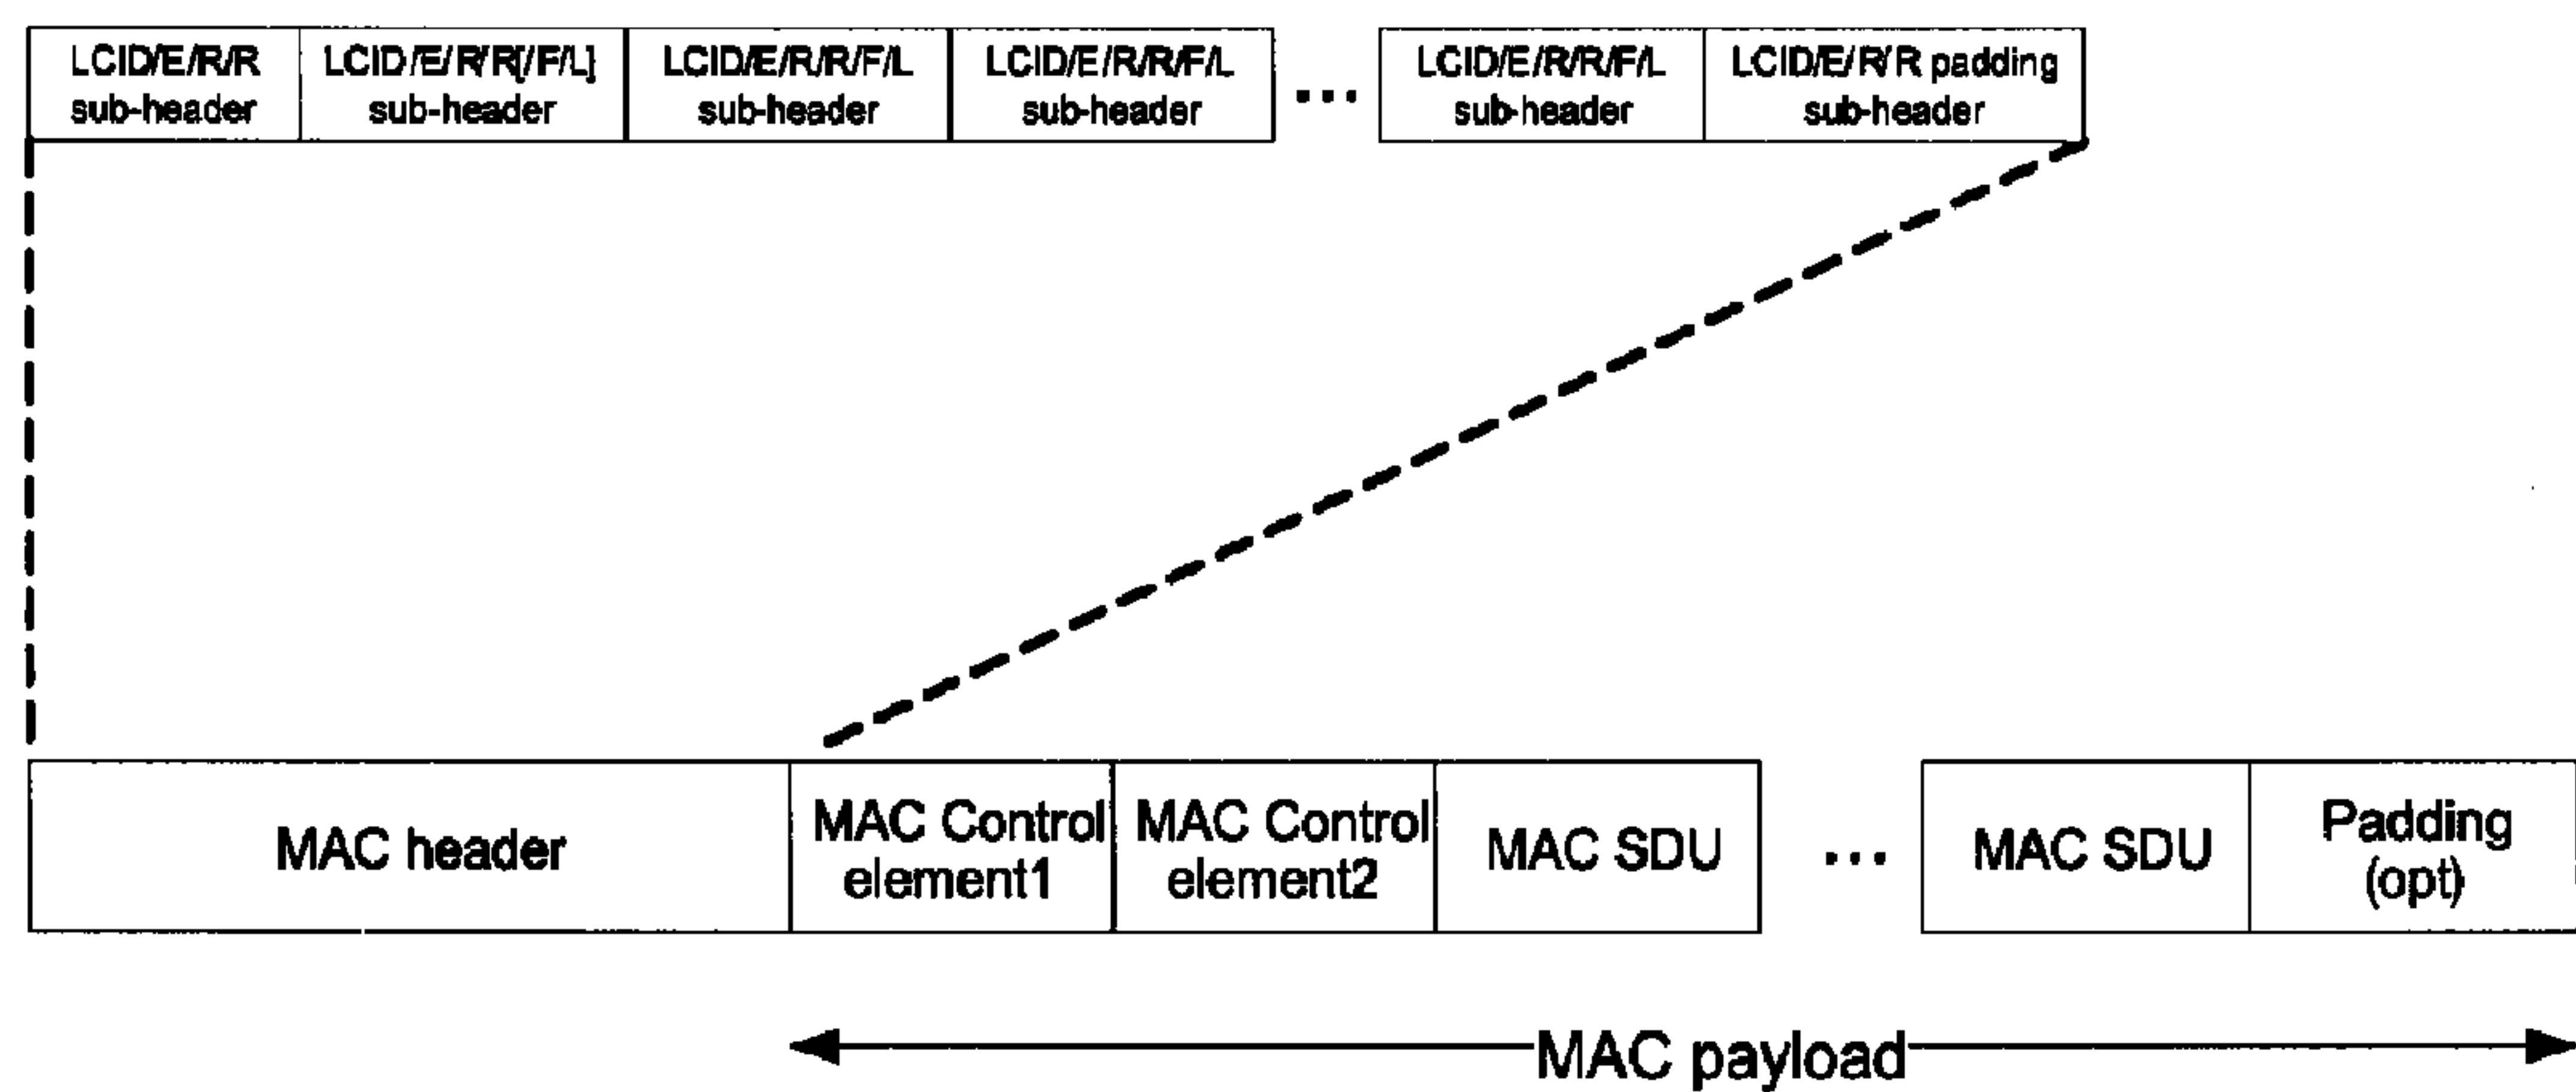 LCID/E/R/R
sub-header
LCID/E/R/R[/F/L]
sub-header
LCID/E/R/R/F/L
sub-header
LCID/E/R/R/F/L
sub-header
...
LCID/E/R/R/F/L
sub-header
LCID/E/R/R padding
sub-header
MAC header
MAC Control
element1
MAC Control
element2
MAC SDU
...
MAC SDU
Padding
(opt)
MAC payload